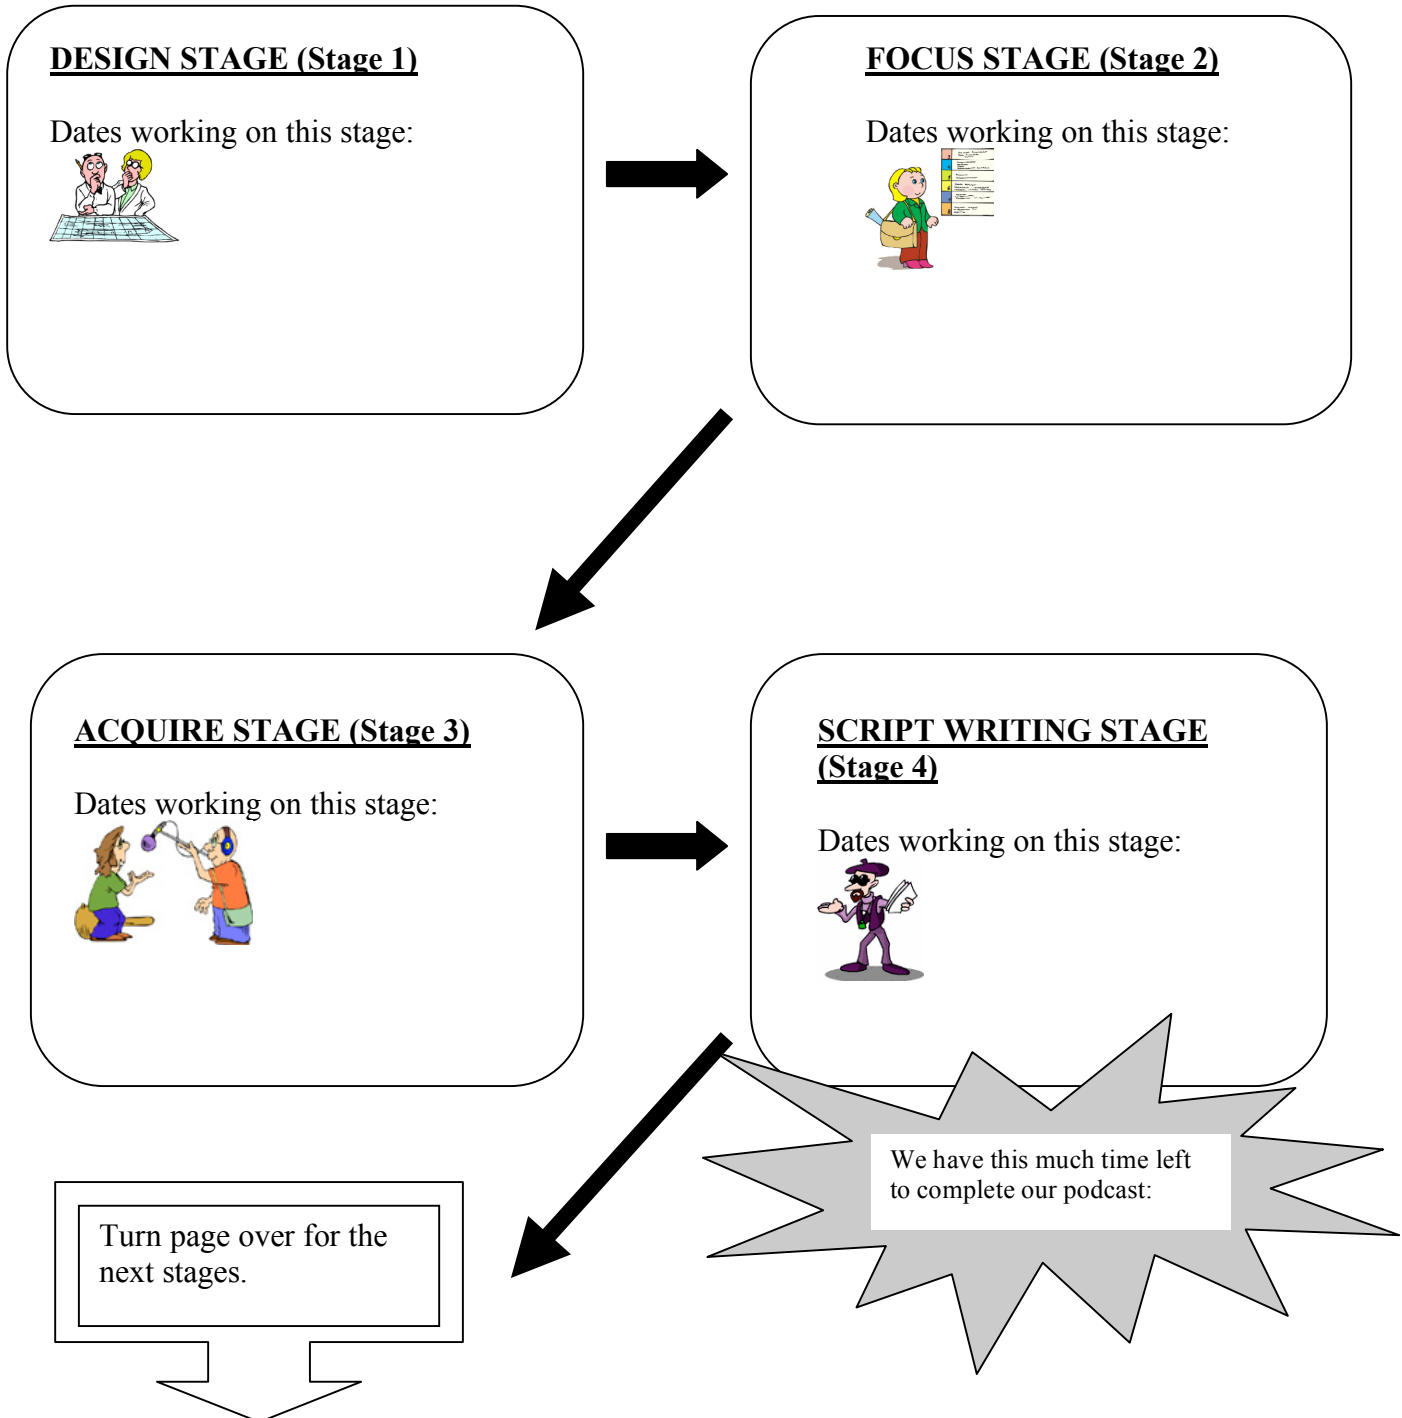 DESIGN STAGE (Stage 1)
Dates working on this stage:
FOCUS STAGE (Stage 2)
Dates working on this stage:
ACQUIRE STAGE (Stage 3)
Dates working on this stage:
SCRIPT WRITING STAGE
(Stage 4)
Dates working on this stage:
We have this much time left
to complete our podcast:
Turn page over for the
next stages.